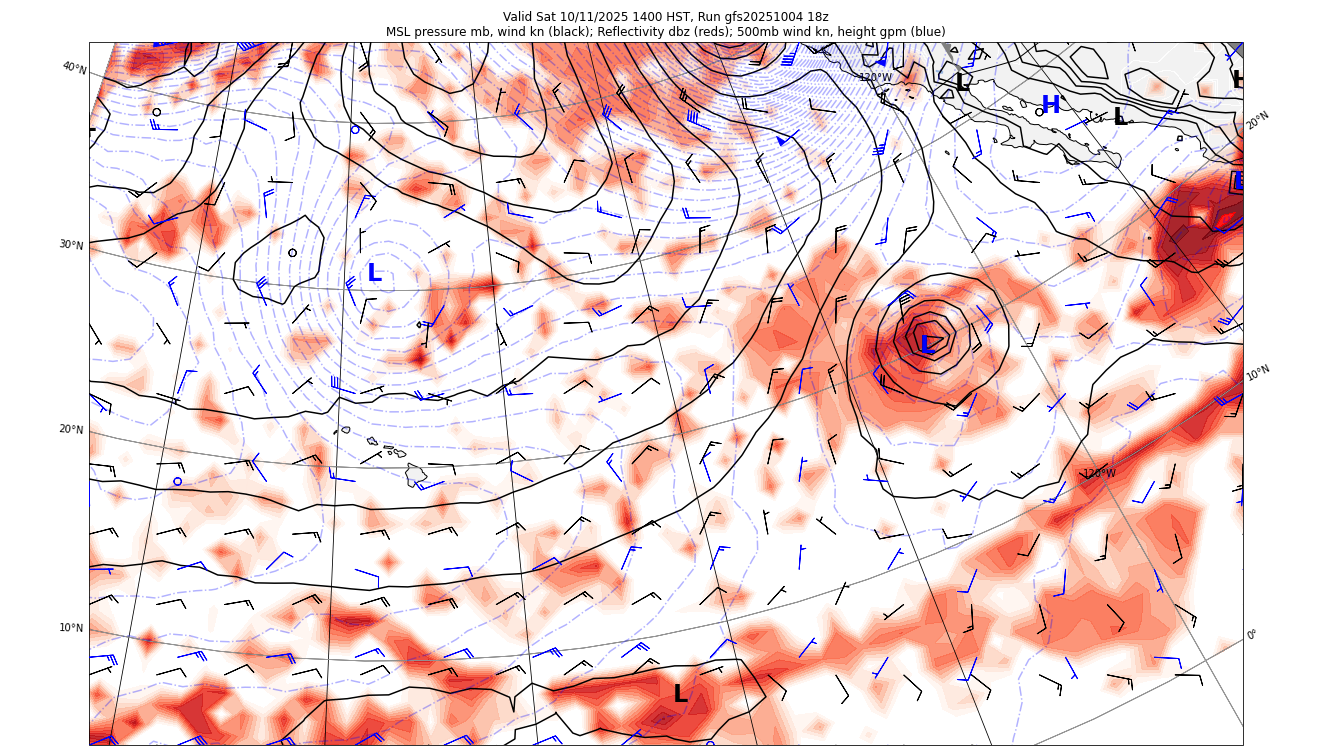 Valid Sat 10/11/2025 1400 HST, Run gfs20251004 18z
MSL pressure mb, wind kn (black); Reflectivity dbz (reds); 500mb wind kn, height gpm (blue)
40°N
120°W
L
H
H
L
20°N
L
30°N
L
L
10°N
20°N
120°W
10°N
0°
L